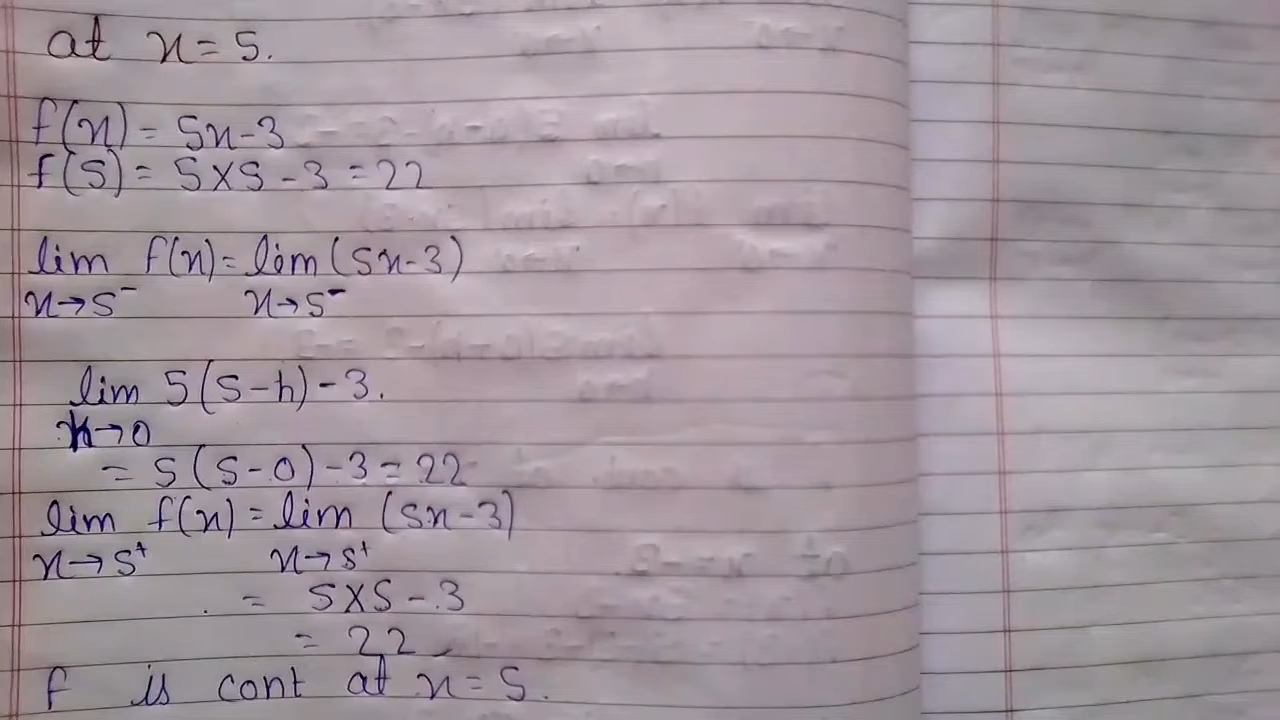 at x = 5.
f(x) = 5x-3
f(5) = 5×5-3 = 22
lim f(x) = lim (5x-3)
x→5⁻ x→5⁻
lim 5(5-h)-3.
h→0
= 5(5-0)-3 = 22
lim f(x) = lim (5x-3)
x→5⁺ x→5⁺
= 5×5-3
= 22
f is cont at x = 5.